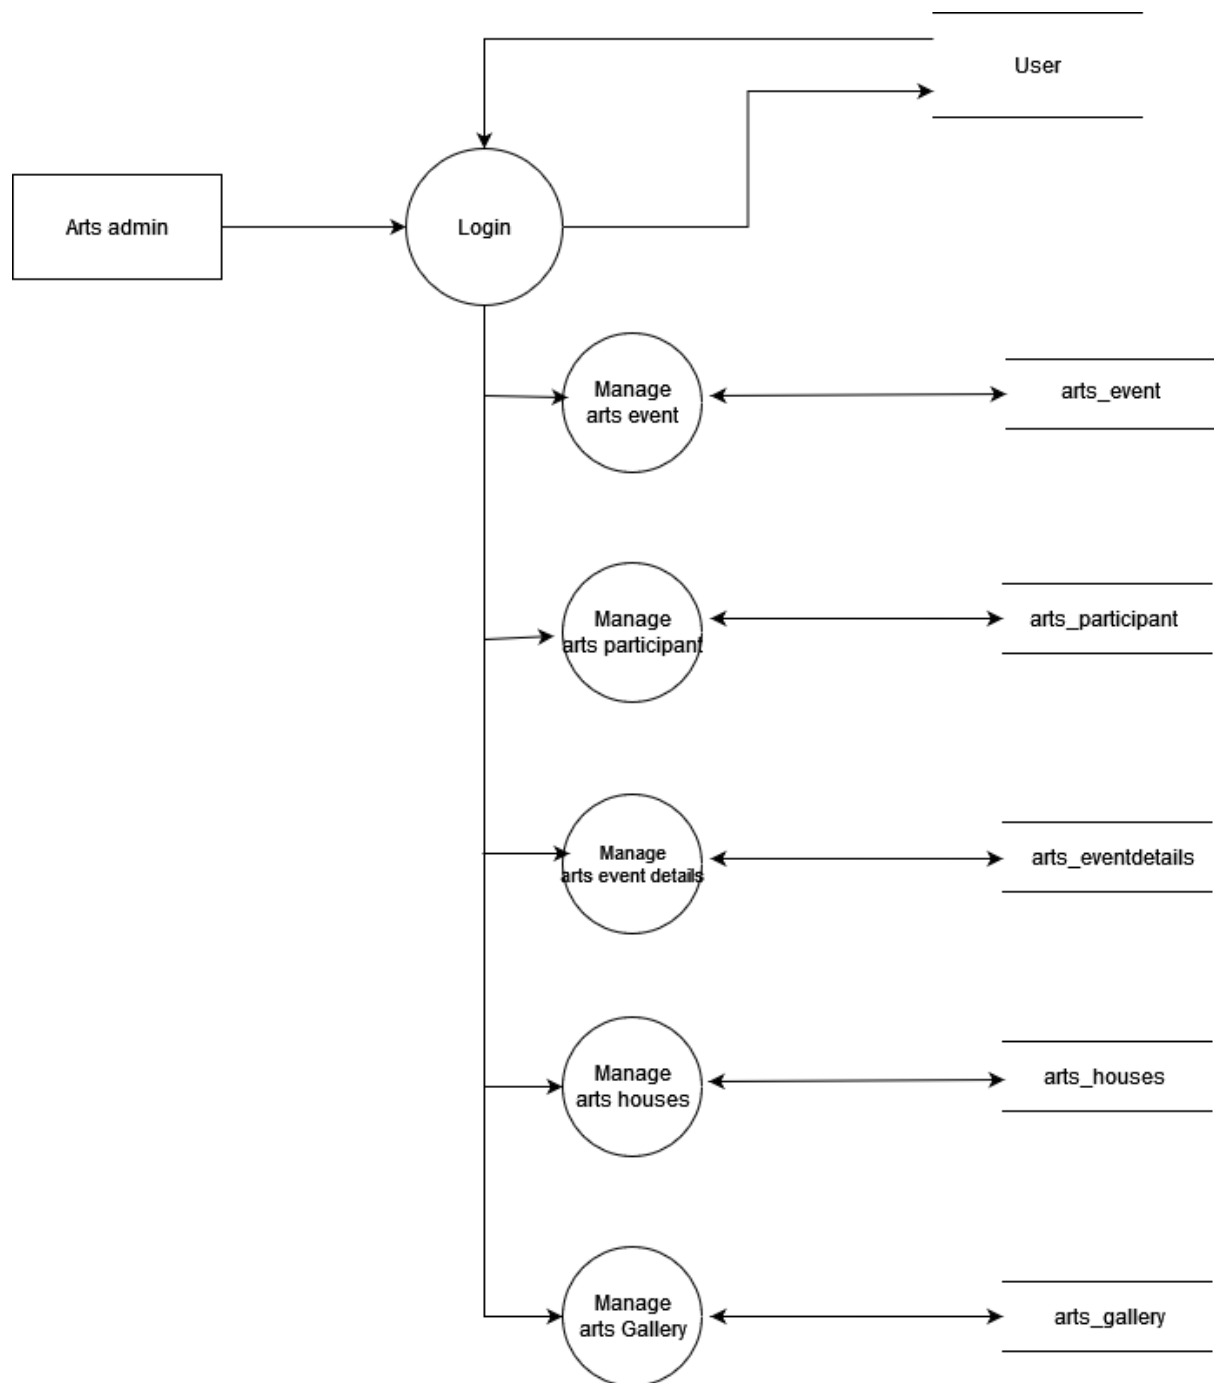 User
Arts admin
Login
Manage
arts event
arts_event
Manage
arts participant
arts_participant
Manage
arts event details
arts_eventdetails
Manage
arts houses
arts_houses
Manage
arts Gallery
arts_gallery